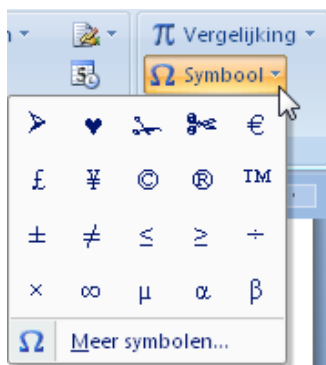 π Vergelijking
Ω Symbool
➢ ♥ ✁ ✄ €
£ ¥ © ® TM
± ≠ ≤ ≥ ÷
× ∞ µ α β
Ω Meer symbolen...